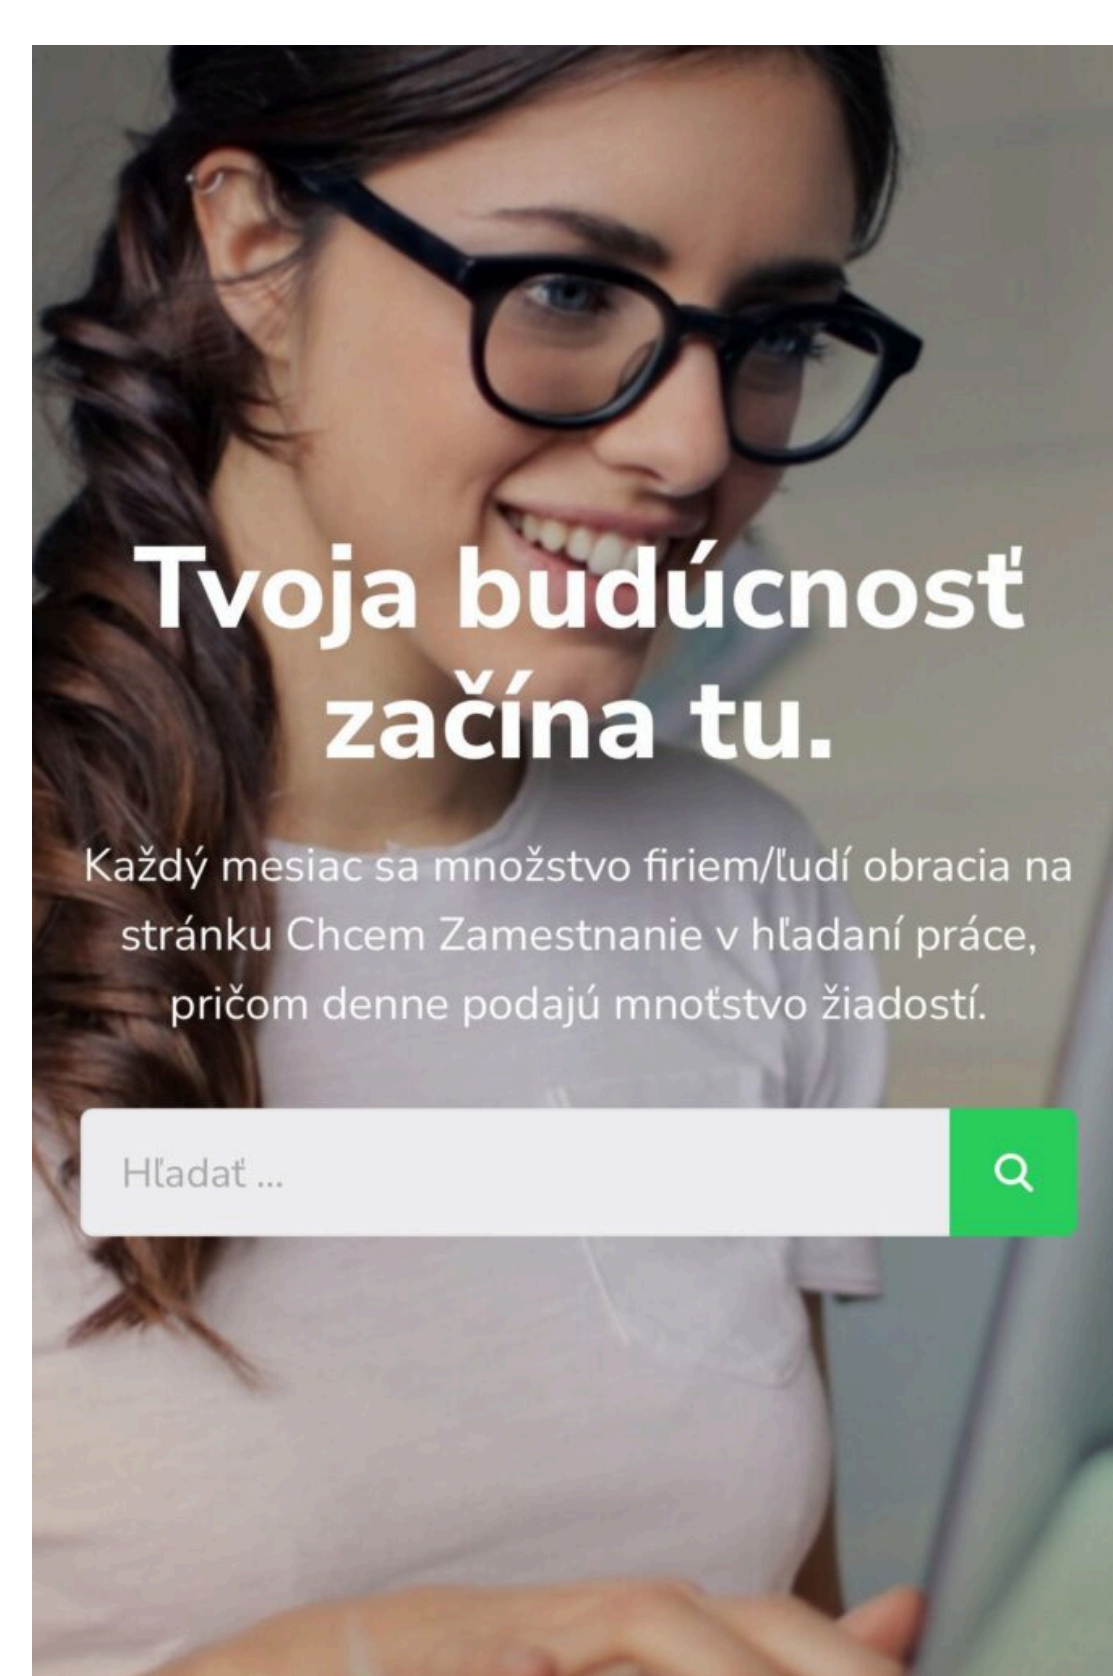 Tvoja budúcnosť
začína tu.
Každý mesiac sa množstvo firiem/ľudí obracia na
stránku Chcem Zamestnanie v hľadaní práce,
pričom denne podajú mnoťstvo žiadostí.
Hľadať ...